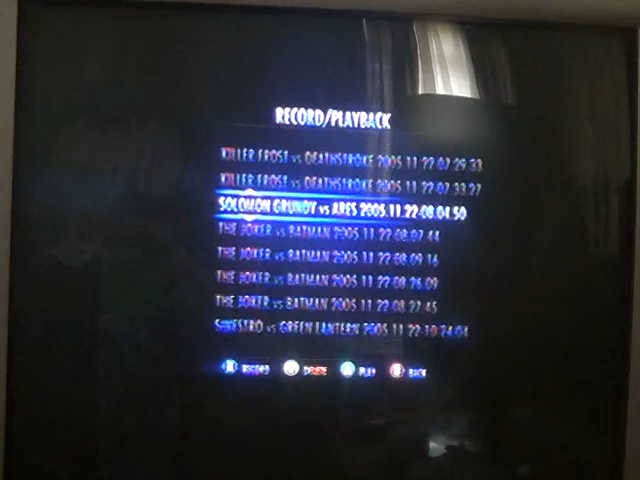 RECORD/PLAYBACK
KILLER FROST vs DEATHSTROKE 2005.11.22-07.29.33
KILLER FROST vs DEATHSTROKE 2005.11.22-07.33.27
SOLOMON GRUNDY vs ARES 2005.11.22-08.04.50
THE JOKER vs BATMAN 2005.11.22-08.07.44
THE JOKER vs BATMAN 2005.11.22-08.09.16
THE JOKER vs BATMAN 2005.11.22-08.26.09
THE JOKER vs BATMAN 2005.11.22-08.27.45
SINESTRO vs GREEN LANTERN 2005.11.22-10.24.04
RECORD DELETE PLAY BACK